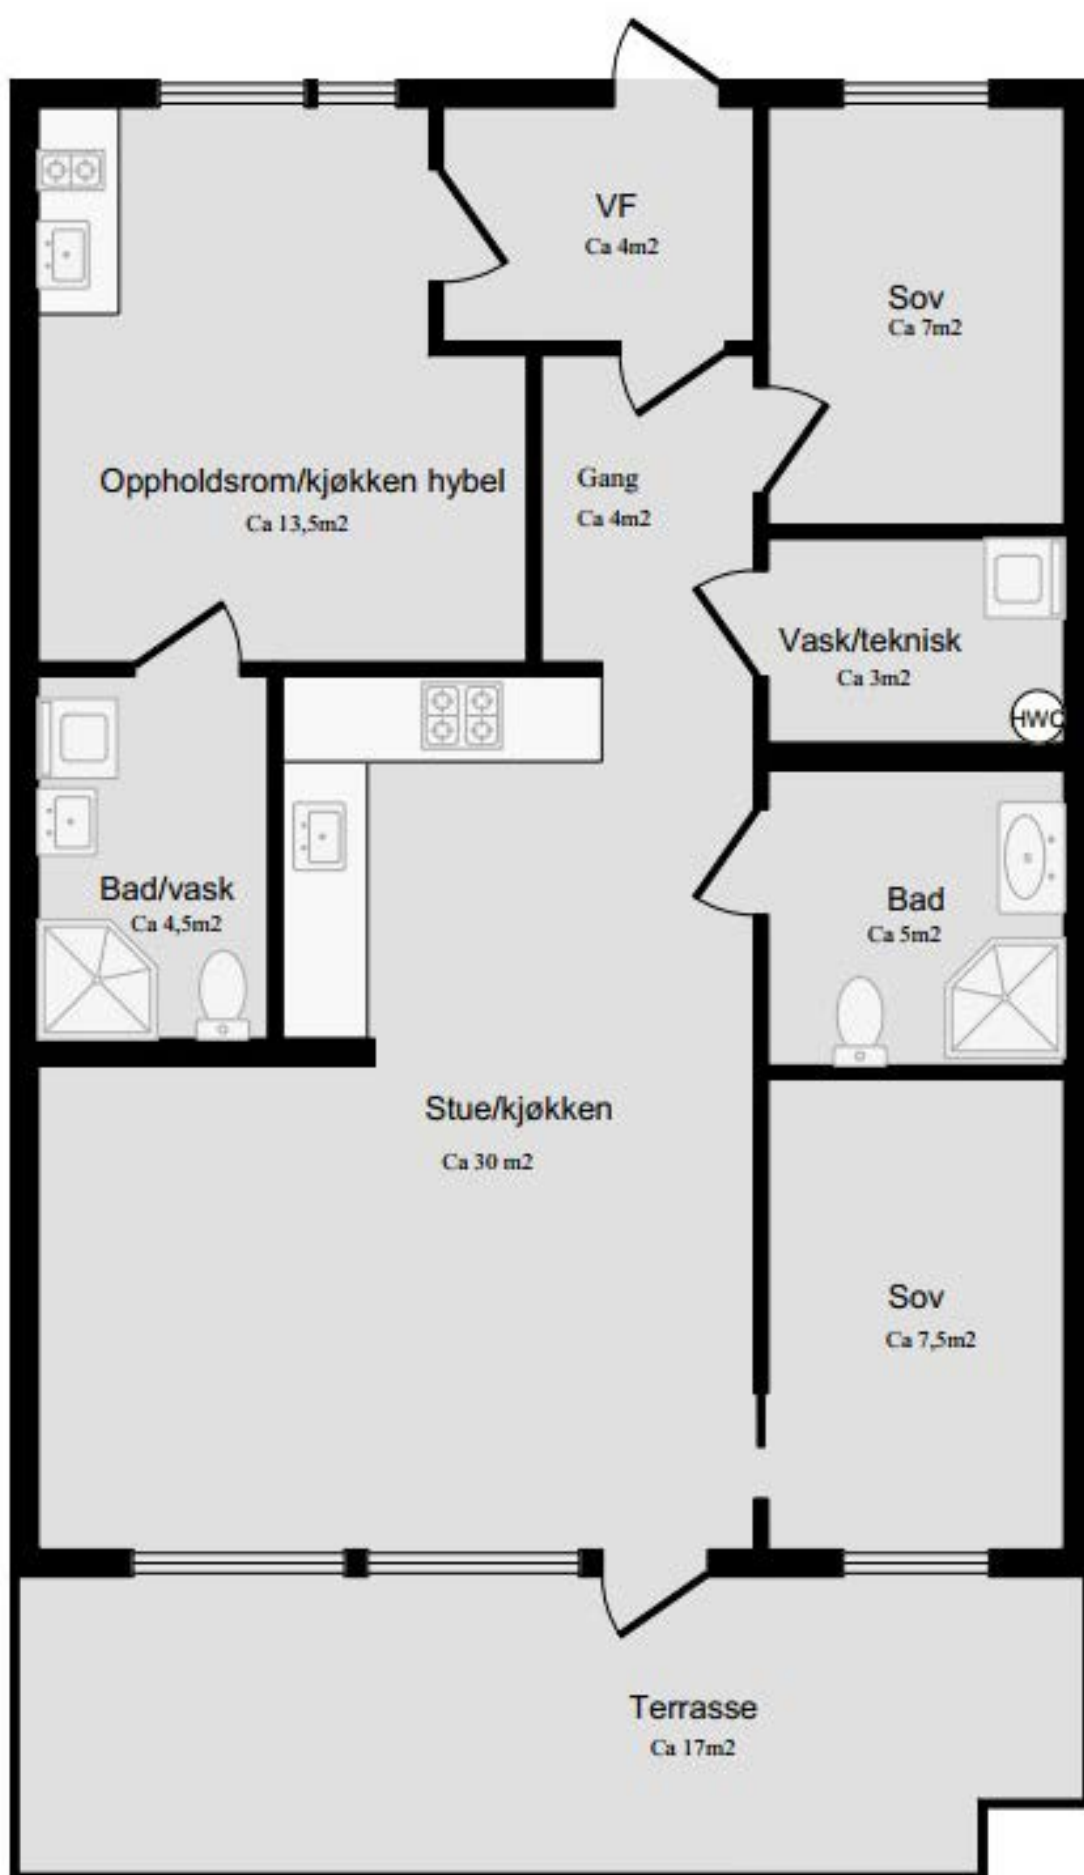 VF
Ca 4m2
Sov
Ca 7m2
Oppholdsrom/kjøkken hybel
Ca 13,5m2
Gang
Ca 4m2
Vask/teknisk
Ca 3m2
HWC
Bad/vask
Ca 4,5m2
Bad
Ca 5m2
Stue/kjøkken
Ca 30 m2
Sov
Ca 7,5m2
Terrasse
Ca 17m2